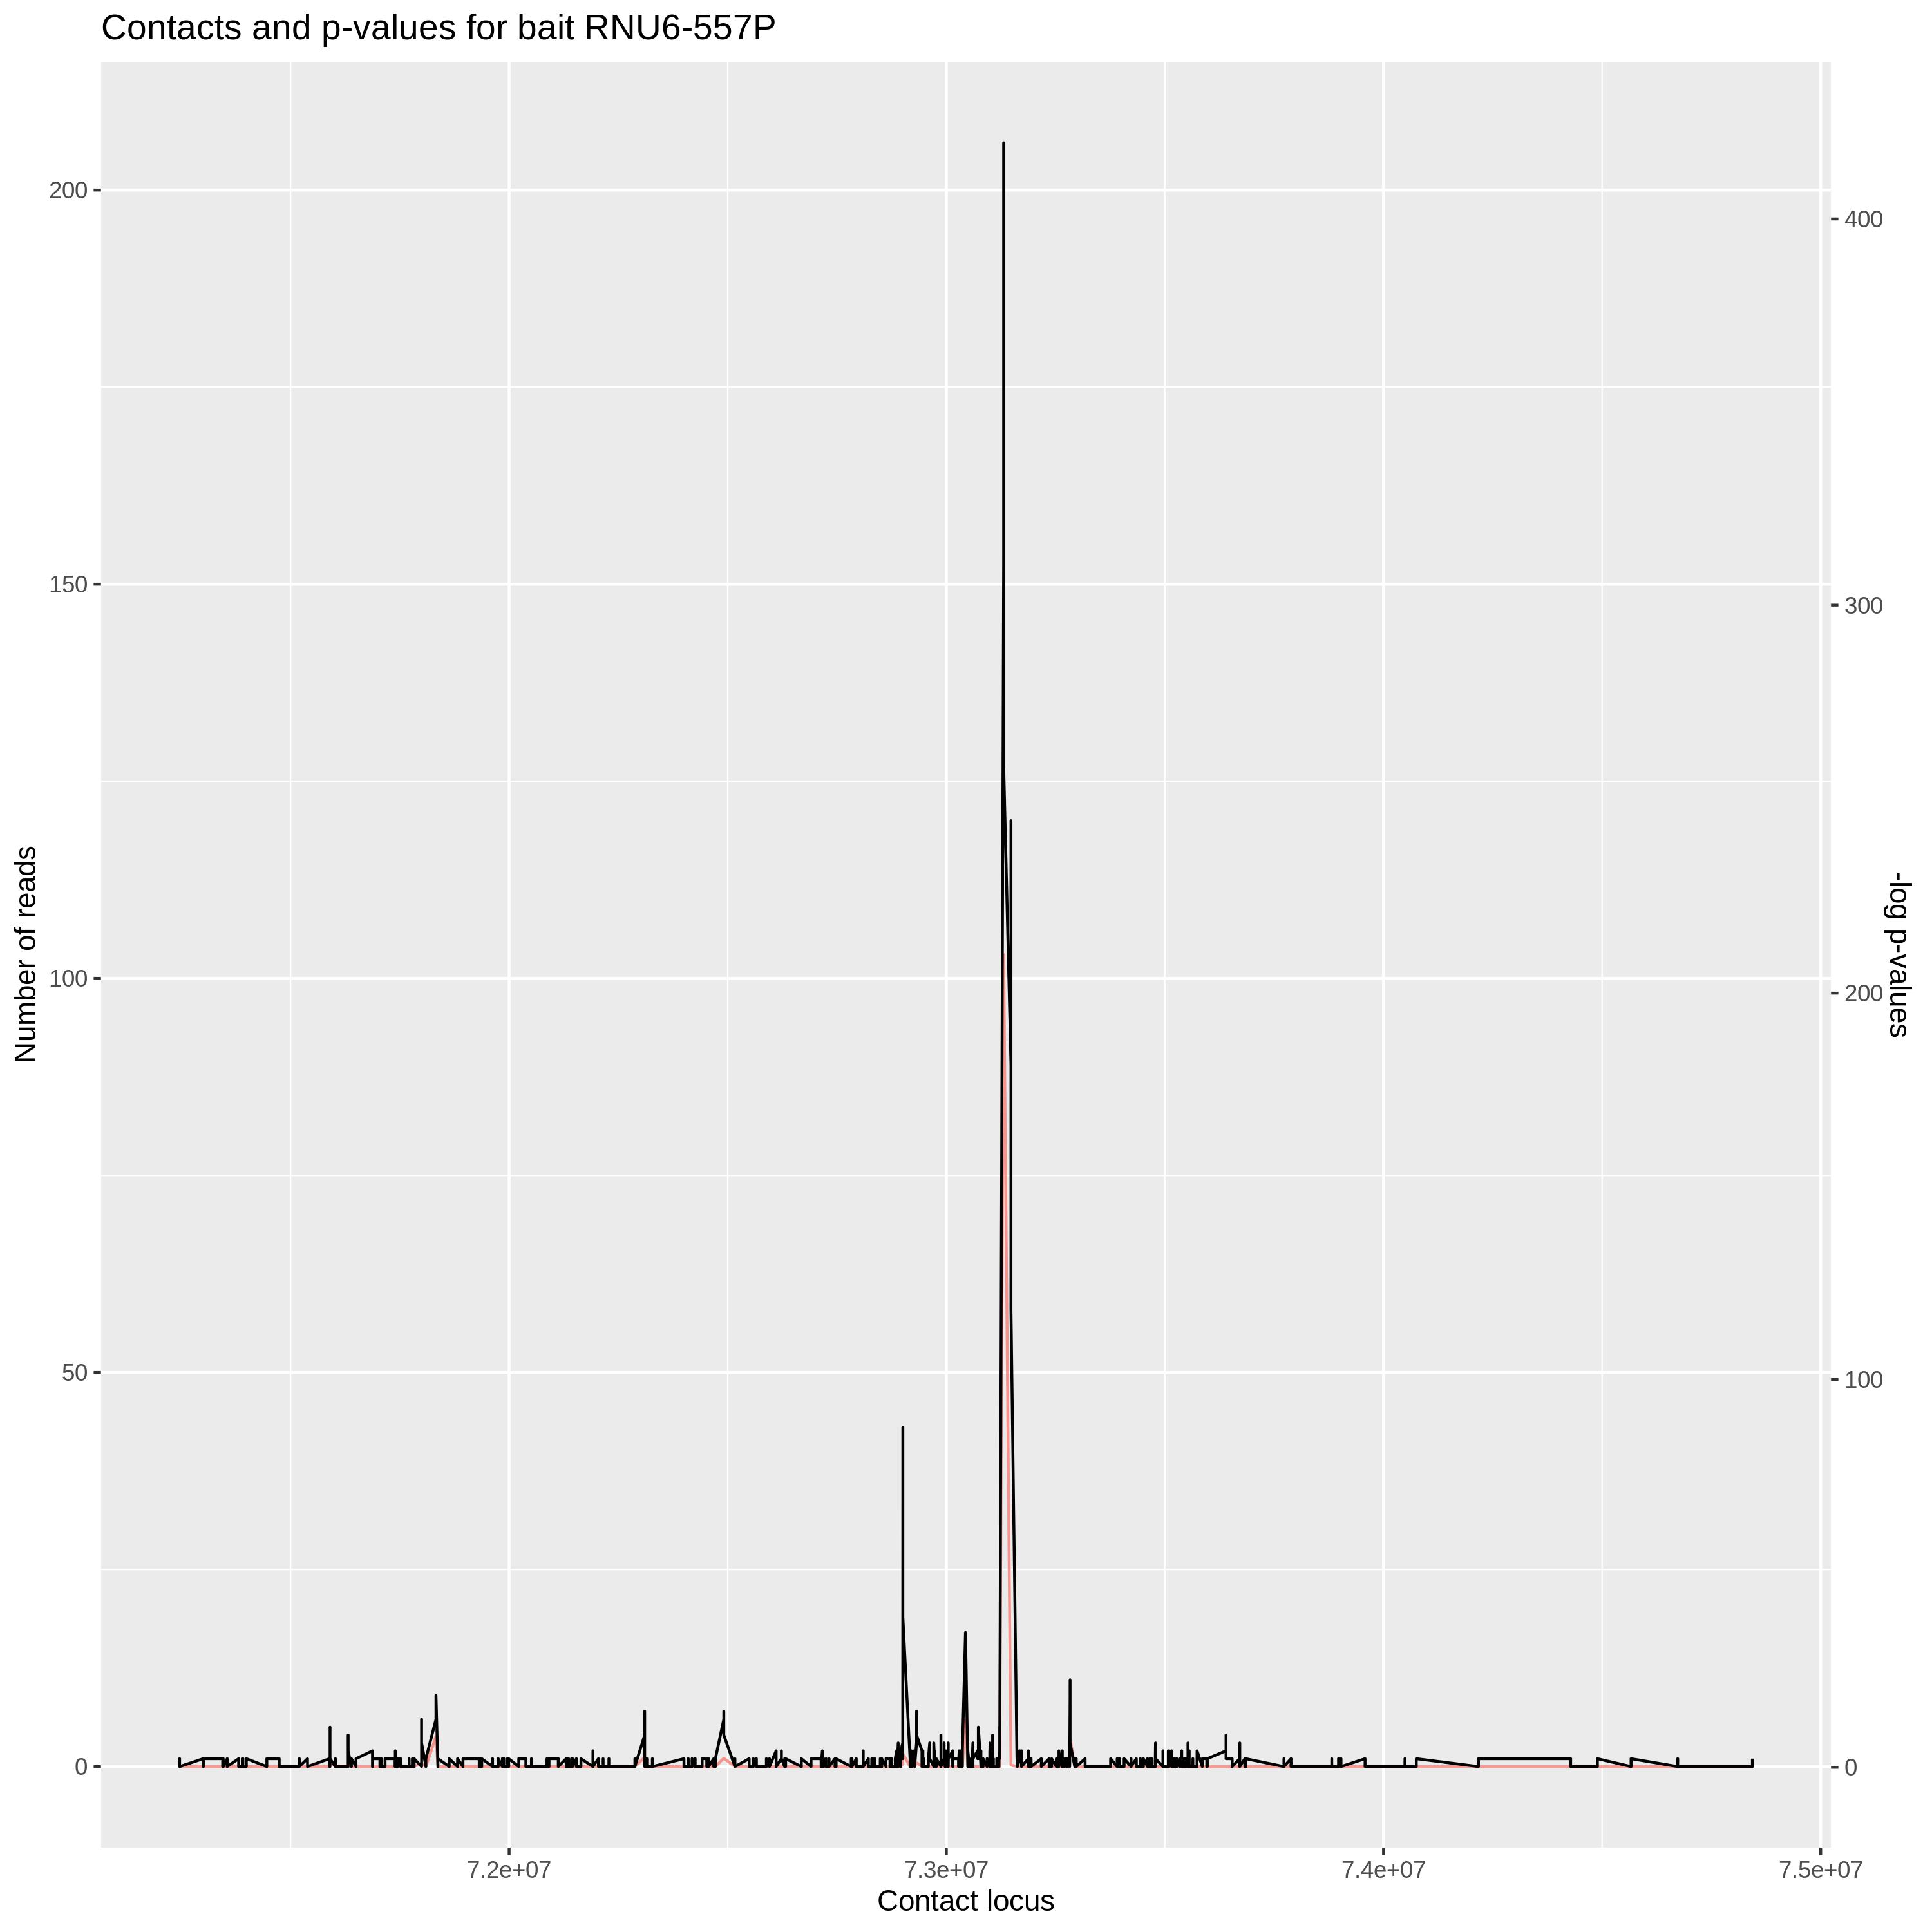 Contacts and p-values for bait RNU6-557P
200
150
100
50
0
Number of reads
400
300
200
100
0
-log p-values
7.2e+07 7.3e+07 7.4e+07 7.5e+07
Contact locus